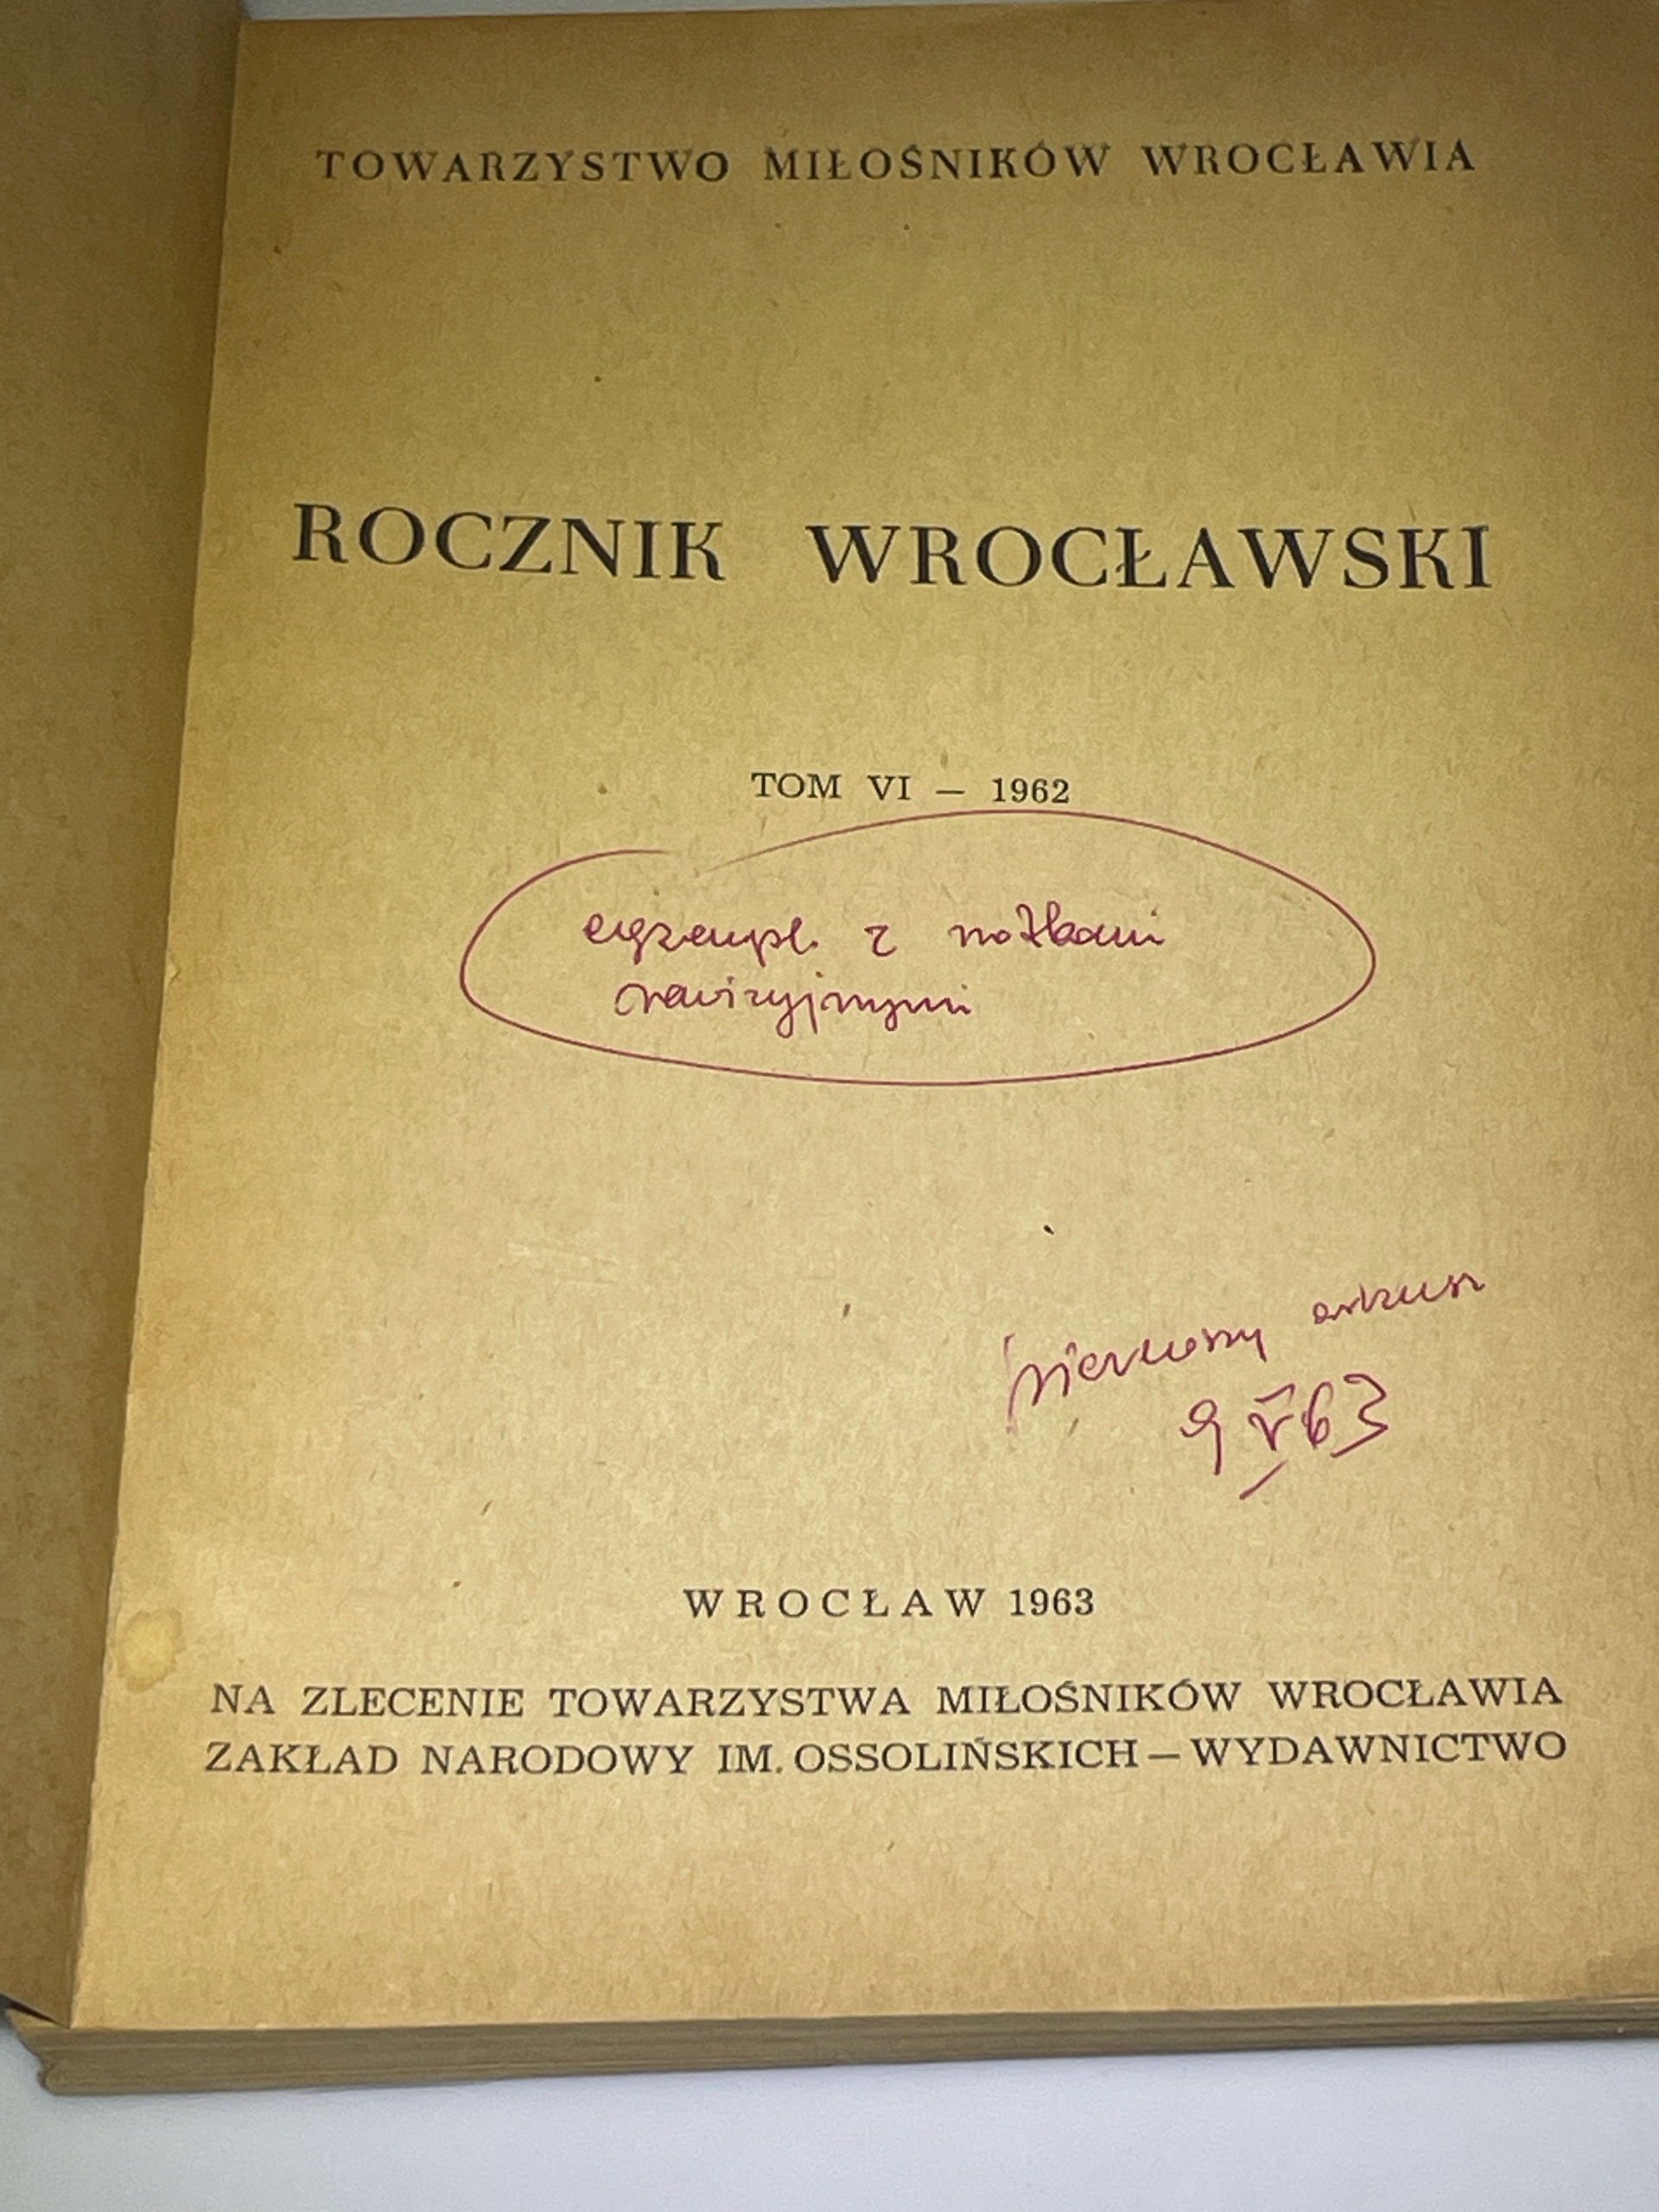 TOWARZYSTWO MIŁOŚNIKÓW WROCŁAWIA
ROCZNIK WROCŁAWSKI
TOM VI — 1962
egzempl. z notkami
rewizyjnymi
pierwszy arkusz
9 V 63
WROCŁAW 1963
NA ZLECENIE TOWARZYSTWA MIŁOŚNIKÓW WROCŁAWIA
ZAKŁAD NARODOWY IM. OSSOLIŃSKICH — WYDAWNICTWO